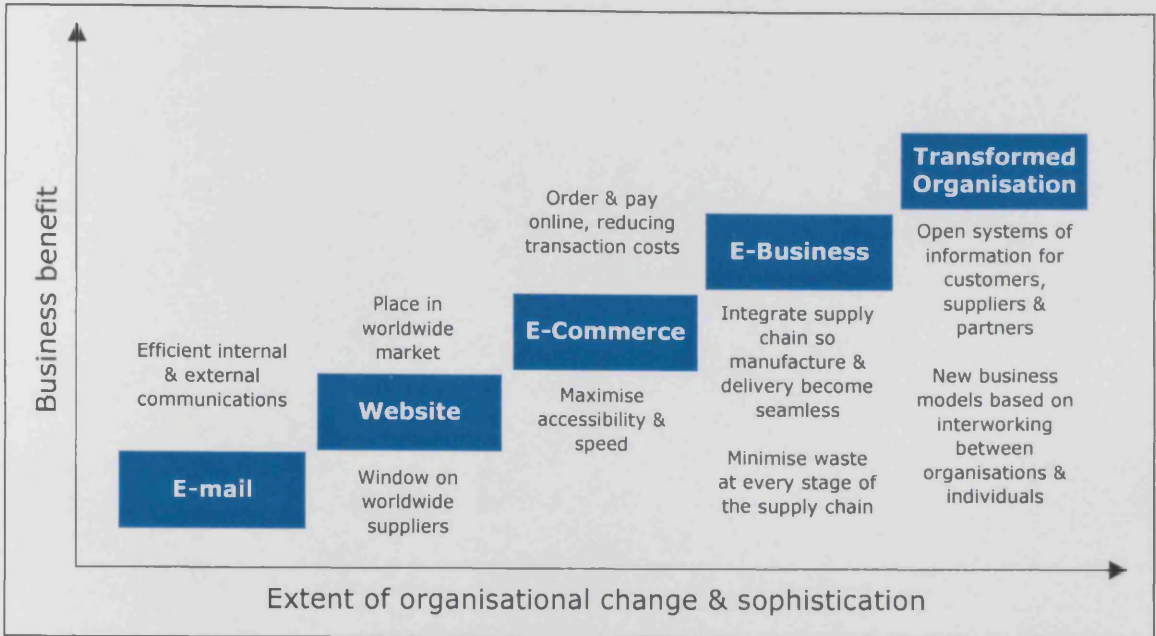 Business benefit
Efficient internal
& external
communications
E-mail
Place in
worldwide
market
Website
Window on
worldwide
suppliers
Order & pay
online, reducing
transaction costs
E-Commerce
Maximise
accessibility &
speed
E-Business
Integrate supply
chain so
manufacture &
delivery become
seamless
Minimise waste
at every stage of
the supply chain
Transformed
Organisation
Open systems of
information for
customers,
suppliers &
partners
New business
models based on
interworking
between
organisations &
individuals
Extent of organisational change & sophistication